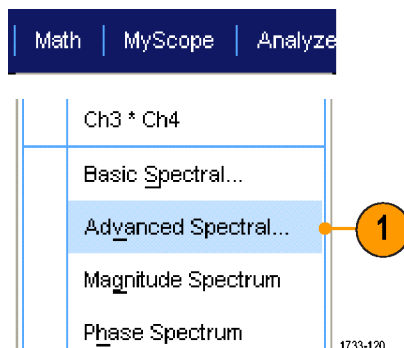 Math | MyScope | Analyze
Ch3 * Ch4
Basic Spectral...
Advanced Spectral...
1
Magnitude Spectrum
Phase Spectrum
1733-120